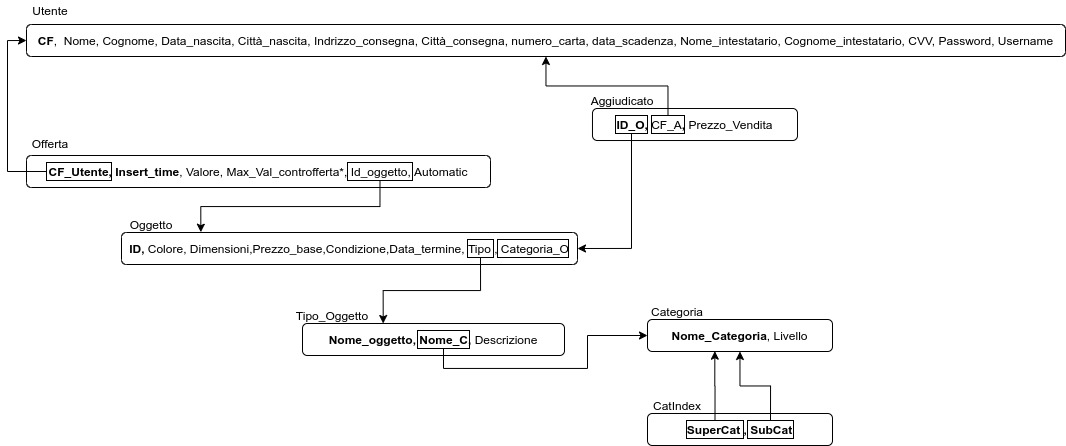 Utente
CF, Nome, Cognome, Data_nascita, Città_nascita, Indrizzo_consegna, Città_consegna, numero_carta, data_scadenza, Nome_intestatario, Cognome_intestatario, CVV, Password, Username
Aggiudicato
ID_O, CF_A, Prezzo_Vendita
Offerta
CF_Utente, Insert_time, Valore, Max_Val_controfferta*, Id_oggetto, Automatic
Oggetto
ID, Colore, Dimensioni,Prezzo_base,Condizione,Data_termine, Tipo, Categoria_O
Tipo_Oggetto
Nome_oggetto, Nome_C, Descrizione
Categoria
Nome_Categoria, Livello
CatIndex
SuperCat, SubCat